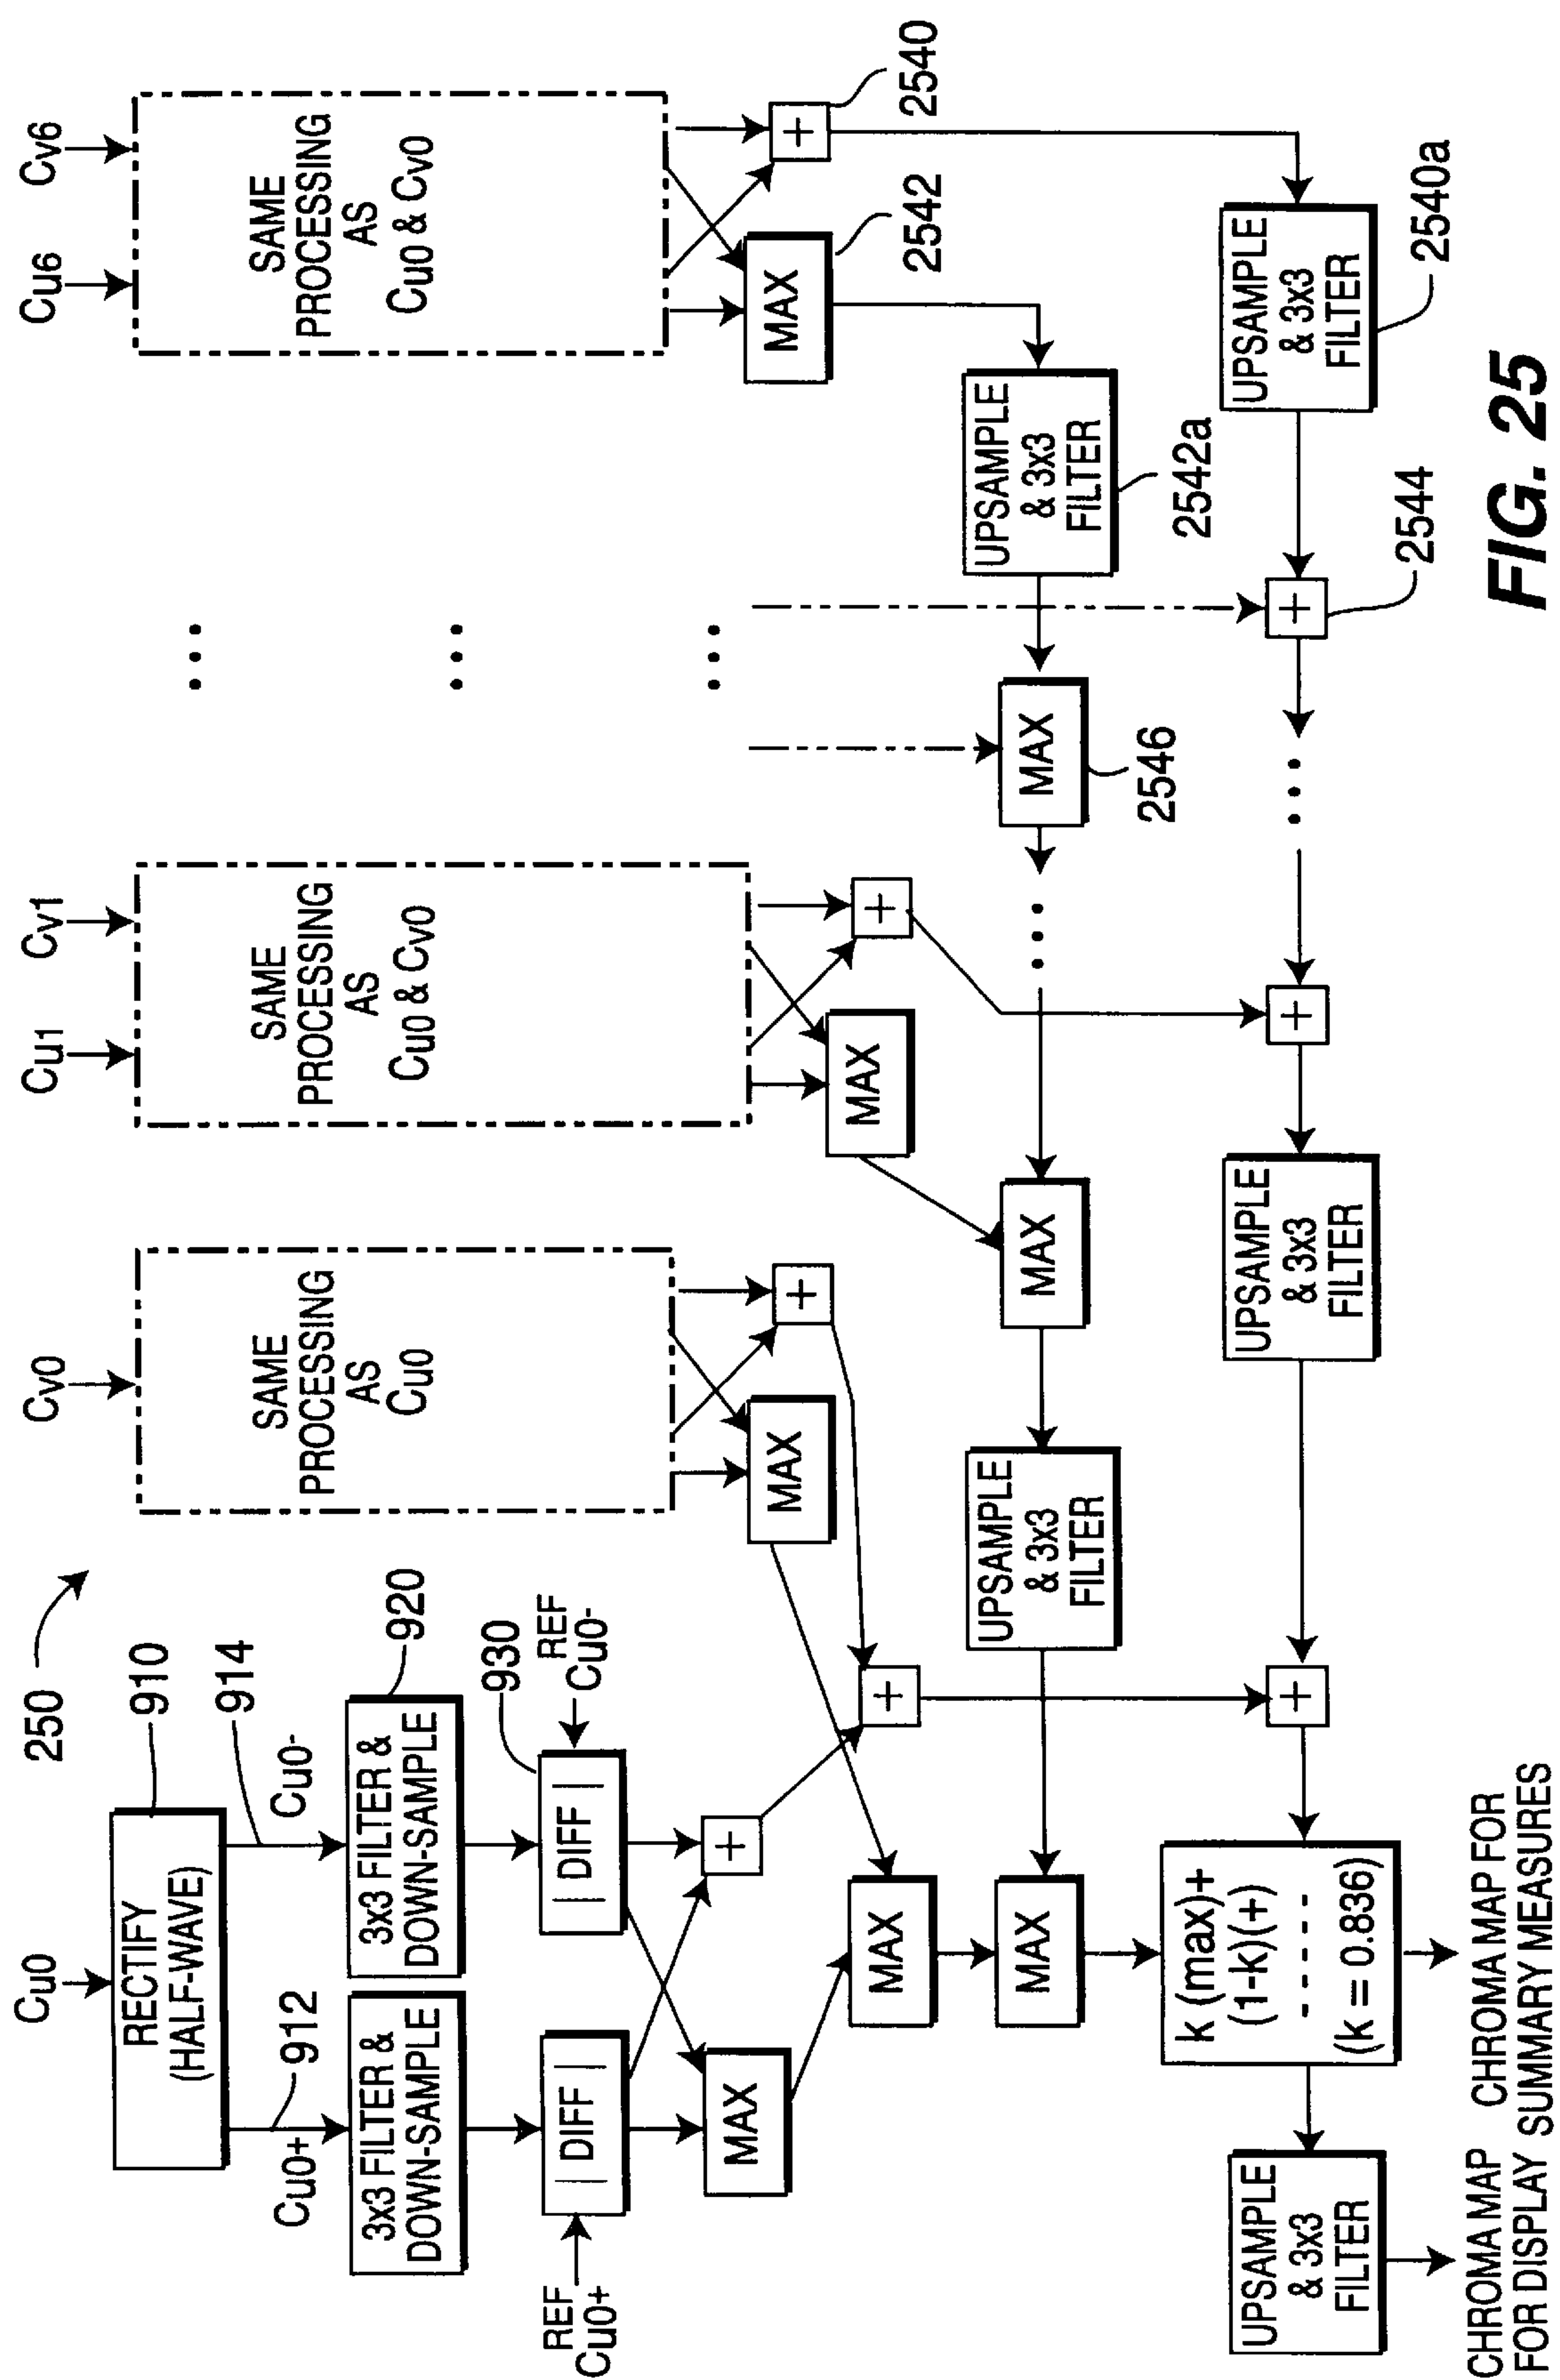 250
Cu0
RECTIFY
(HALF-WAVE)
910
912
914
Cu0+
Cu0-
3x3 FILTER &
DOWN-SAMPLE
3x3 FILTER &
DOWN-SAMPLE
920
REF
Cu0+
| DIFF |
| DIFF |
930
REF
Cu0-
MAX
+
Cv0
SAME
PROCESSING
AS
Cu0
MAX
+
Cu1
Cv1
SAME
PROCESSING
AS
Cu0 & Cv0
MAX
+
Cu6
Cv6
SAME
PROCESSING
AS
Cu0 & Cv0
MAX
2542
+
2540
MAX
+
MAX
UPSAMPLE
& 3x3
FILTER
MAX
MAX
2546
UPSAMPLE
& 3x3
FILTER
2542a
k (max)+
(1-k)(+)
- - - - -
(k = 0.836)
+
UPSAMPLE
& 3x3
FILTER
+
+
2544
UPSAMPLE
& 3x3
FILTER
2540a
UPSAMPLE
& 3x3
FILTER
CHROMA MAP
FOR DISPLAY
CHROMA MAP FOR
SUMMARY MEASURES
FIG. 25